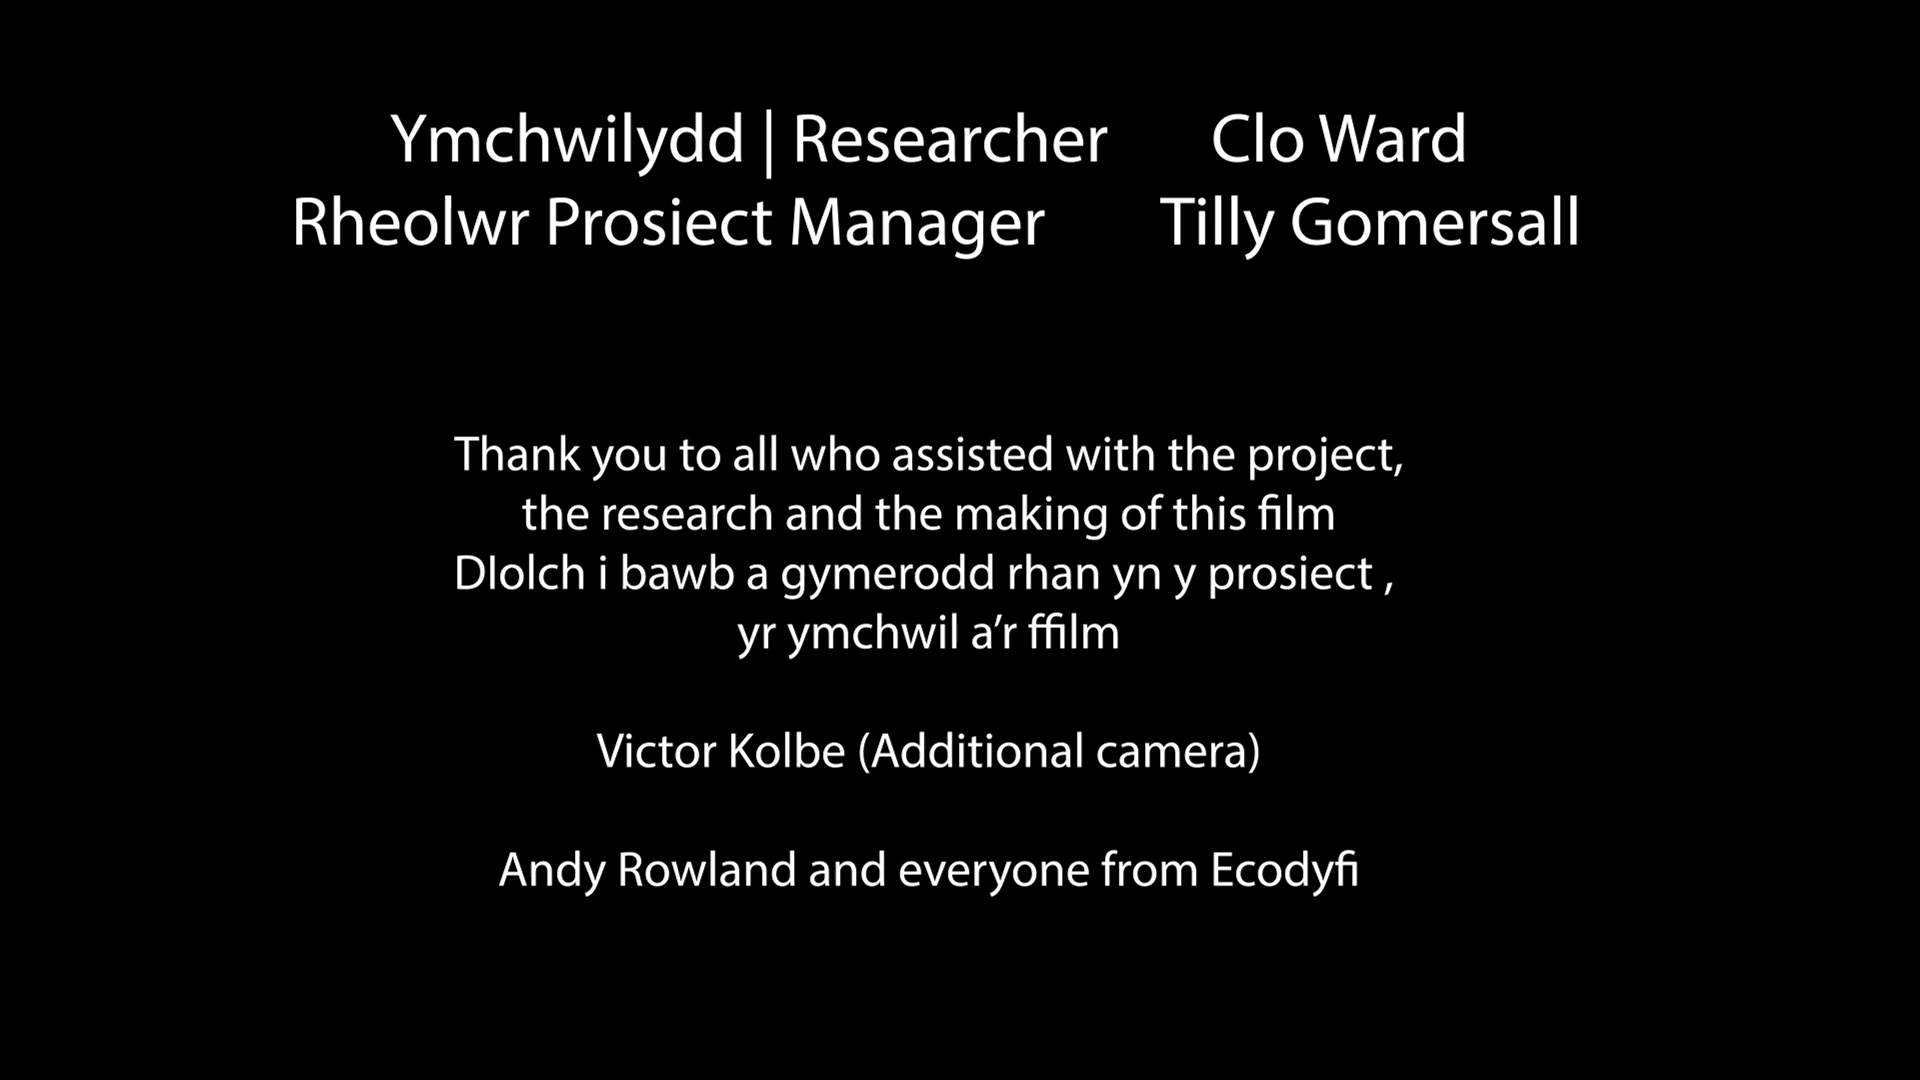 Ymchwilydd | Researcher Clo Ward
Rheolwr Prosiect Manager Tilly Gomersall
Thank you to all who assisted with the project,
the research and the making of this film
DIolch i bawb a gymerodd rhan yn y prosiect ,
yr ymchwil a’r ffilm
Victor Kolbe (Additional camera)
Andy Rowland and everyone from Ecodyfi